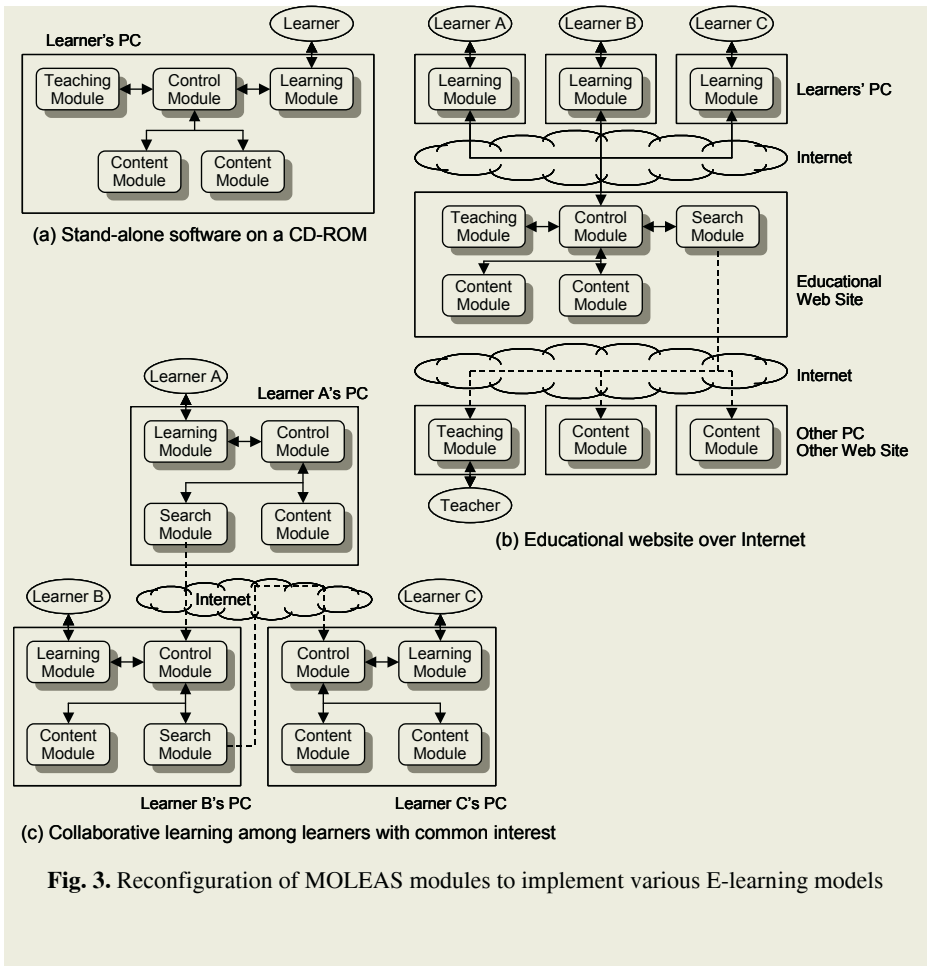 Learner
Learner's PC
Teaching
Module
Control
Module
Learning
Module
Content
Module
Content
Module
(a) Stand-alone software on a CD-ROM
Learner A
Learner B
Learner C
Learning
Module
Learning
Module
Learning
Module
Learners' PC
Internet
Teaching
Module
Control
Module
Search
Module
Content
Module
Content
Module
Educational
Web Site
Internet
Teaching
Module
Content
Module
Content
Module
Other PC
Other Web Site
Teacher
(b) Educational website over Internet
Learner A
Learner A's PC
Learning
Module
Control
Module
Search
Module
Content
Module
Internet
Learner B
Learning
Module
Control
Module
Content
Module
Search
Module
Learner B's PC
Learner C
Control
Module
Learning
Module
Content
Module
Content
Module
Learner C's PC
(c) Collaborative learning among learners with common interest
Fig. 3. Reconfiguration of MOLEAS modules to implement various E-learning models